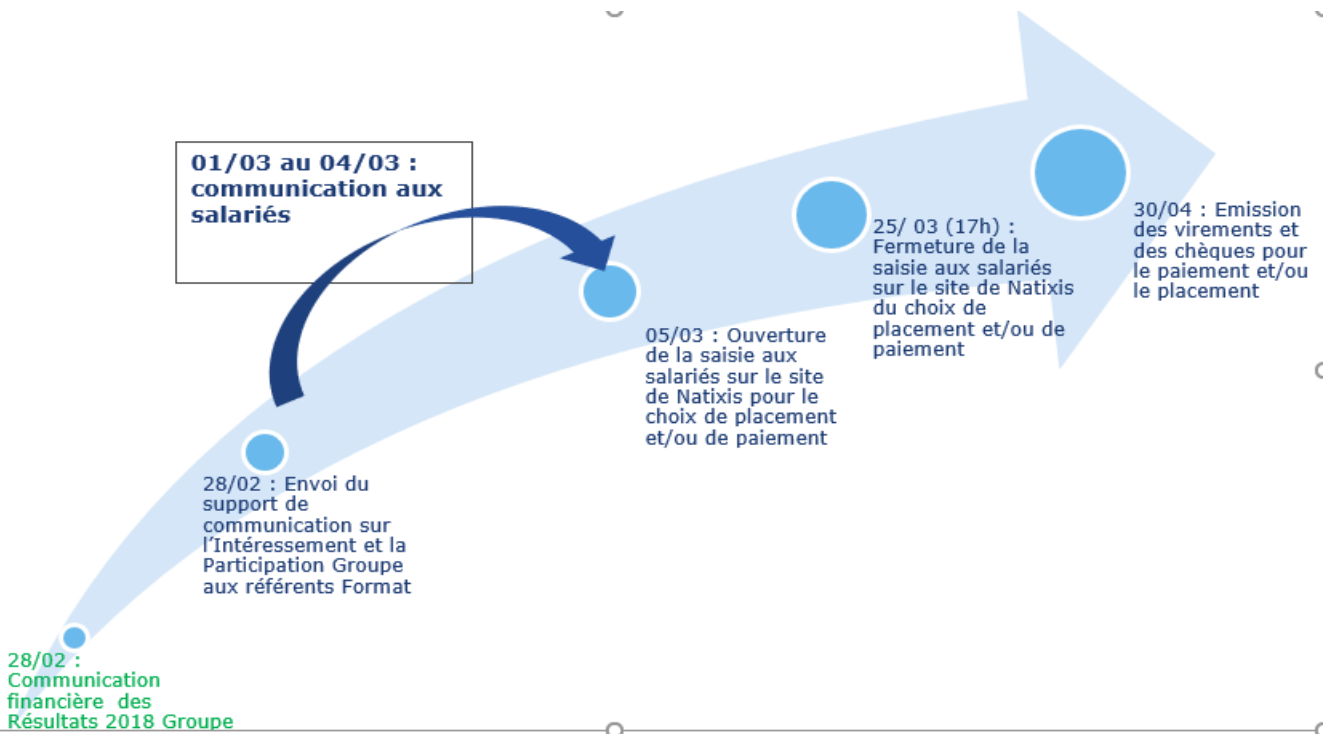 01/03 au 04/03 :
communication aux
salariés
28/02 :
Communication
financière des
Résultats 2018 Groupe
28/02 : Envoi du
support de
communication sur
l’Intéressement et la
Participation Groupe
aux référents Format
05/03 : Ouverture
de la saisie aux
salariés sur le site
de Natixis pour le
choix de placement
et/ou de paiement
25/ 03 (17h) :
Fermeture de la
saisie aux salariés
sur le site de Natixis
du choix de
placement et/ou de
paiement
30/04 : Emission
des virements et
des chèques pour
le paiement et/ou
le placement